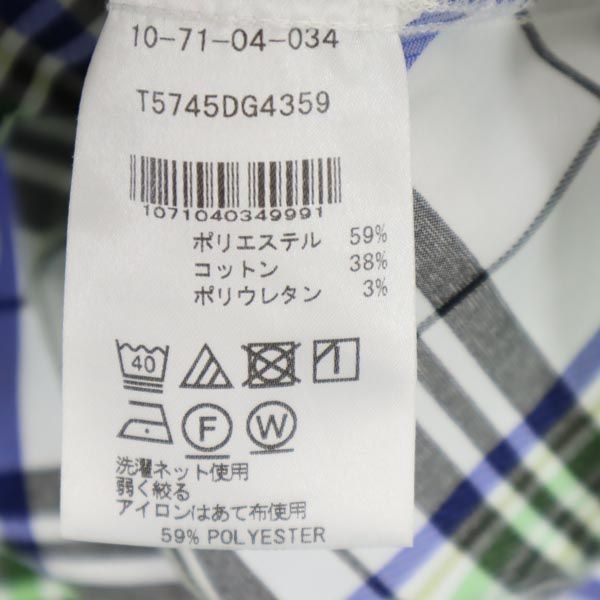 10-71-04-034
T5745DG4359
1071040349991
ポリエステル 59%
コットン 38%
ポリウレタン 3%
40
F W
洗濯ネット使用
弱く絞る
アイロンはあて布使用
59% POLYESTER